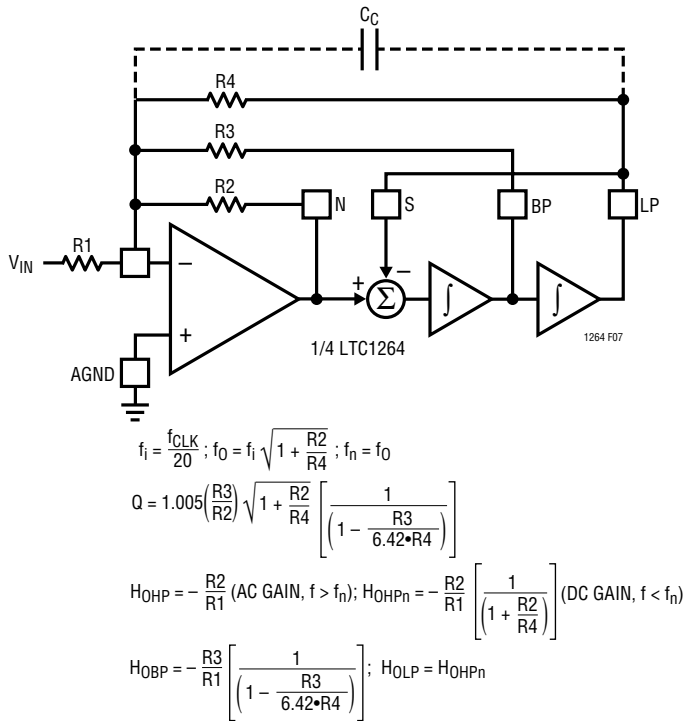 C_C
R4
R3
R2
N
S
BP
LP
V_IN
R1
−
+
+
−
Σ
∫
∫
1264 F07
1/4 LTC1264
AGND
f_i = f_CLK/20 ; f_O = f_i √(1 + R2/R4) ; f_n = f_O
Q = 1.005(R3/R2) √(1 + R2/R4) [1/(1 − R3/(6.42•R4))]
H_OHP = − R2/R1 (AC GAIN, f > f_n); H_OHPn = − R2/R1 [1/(1 + R2/R4)] (DC GAIN, f < f_n)
H_OBP = − R3/R1 [1/(1 − R3/(6.42•R4))]; H_OLP = H_OHPn